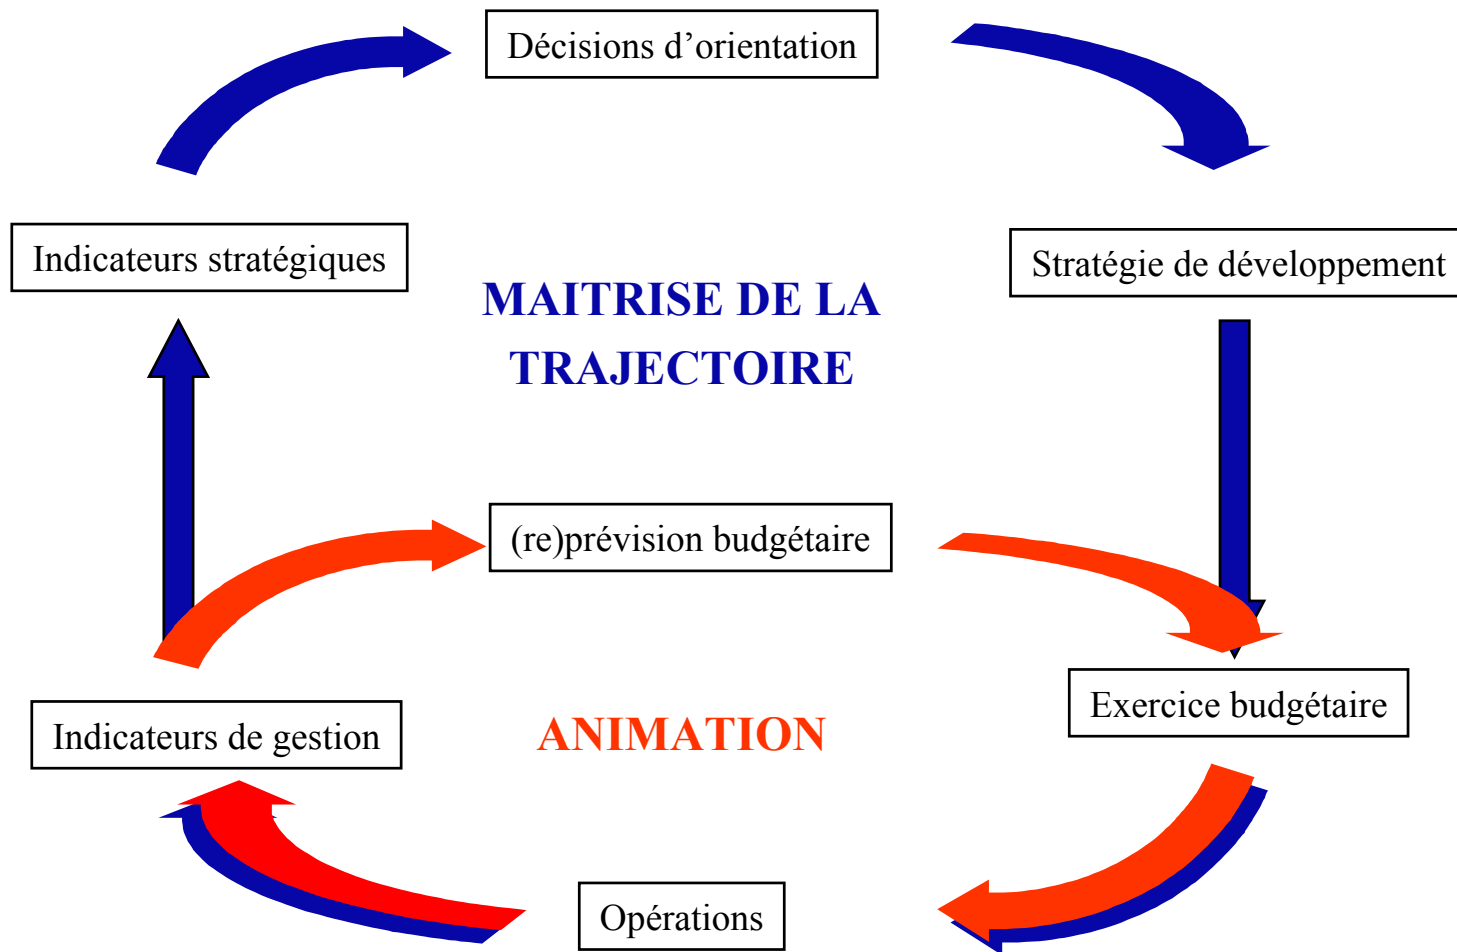 Décisions d’orientation
Indicateurs stratégiques
Stratégie de développement
MAITRISE DE LA
TRAJECTOIRE
(re)prévision budgétaire
Exercice budgétaire
Indicateurs de gestion
ANIMATION
Opérations